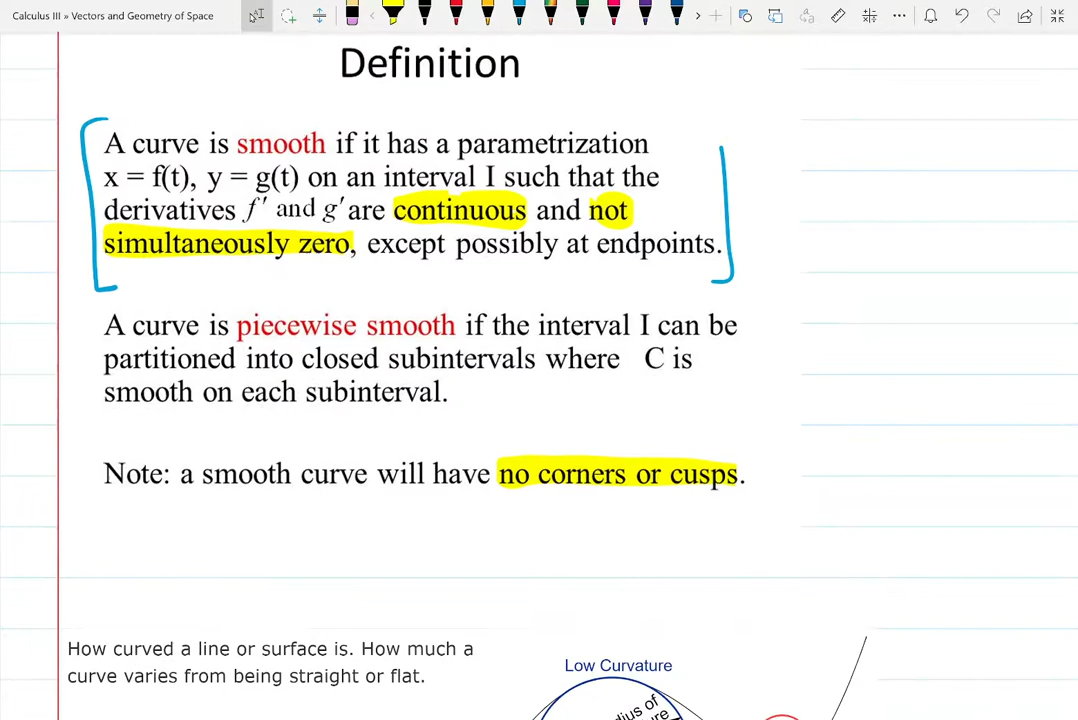 Calculus III » Vectors and Geometry of Space
Definition
A curve is smooth if it has a parametrization
x = f(t), y = g(t) on an interval I such that the
derivatives f′ and g′ are continuous and not
simultaneously zero, except possibly at endpoints.
A curve is piecewise smooth if the interval I can be
partitioned into closed subintervals where C is
smooth on each subinterval.
Note: a smooth curve will have no corners or cusps.
How curved a line or surface is. How much a
curve varies from being straight or flat.
Low Curvature